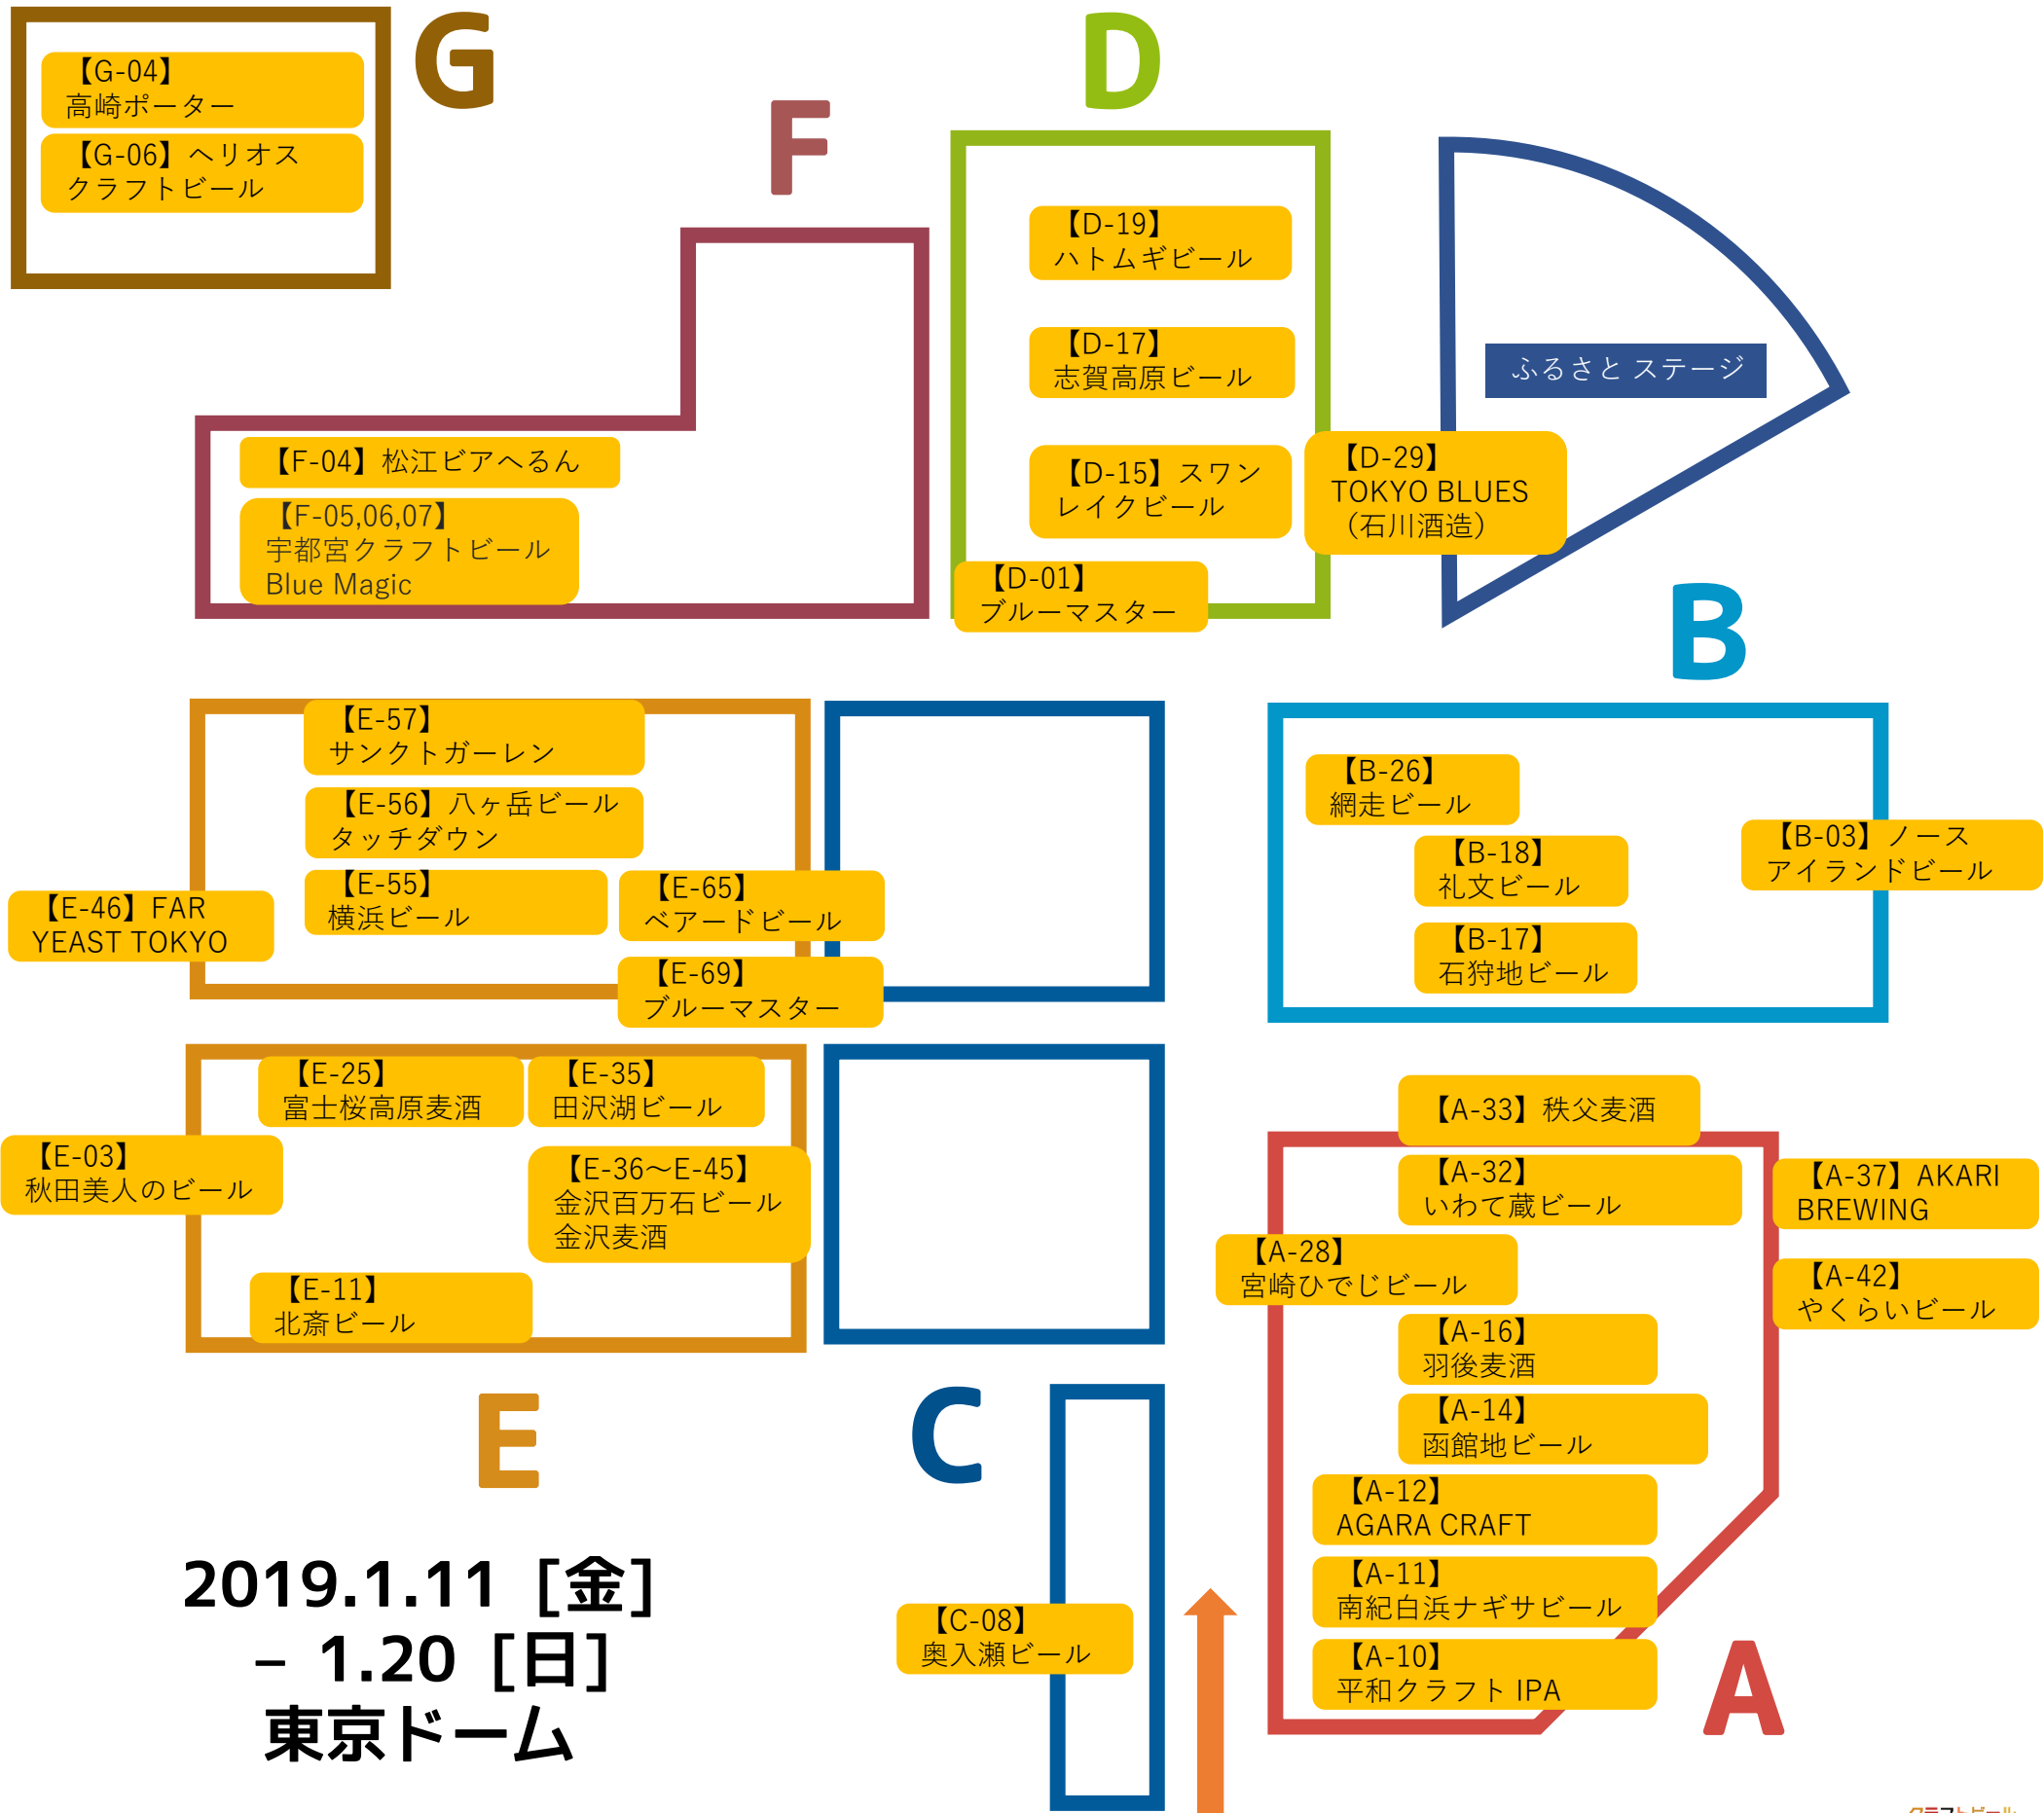 G
【G-04】
高崎ポーター
【G-06】ヘリオス
クラフトビール
F
【F-04】松江ビアへるん
【F-05,06,07】
宇都宮クラフトビール
Blue Magic
D
【D-19】
ハトムギビール
【D-17】
志賀高原ビール
【D-15】スワン
レイクビール
【D-01】
ブルーマスター
【D-29】
TOKYO BLUES
（石川酒造）
ふるさと ステージ
B
【B-26】
網走ビール
【B-18】
礼文ビール
【B-17】
石狩地ビール
【B-03】ノース
アイランドビール
【E-57】
サンクトガーレン
【E-56】八ヶ岳ビール
タッチダウン
【E-55】
横浜ビール
【E-46】FAR
YEAST TOKYO
【E-65】
ベアードビール
【E-69】
ブルーマスター
【E-25】
富士桜高原麦酒
【E-35】
田沢湖ビール
【E-03】
秋田美人のビール
【E-36～E-45】
金沢百万石ビール
金沢麦酒
【E-11】
北斎ビール
E
C
【C-08】
奥入瀬ビール
【A-33】秩父麦酒
【A-32】
いわて蔵ビール
【A-37】AKARI
BREWING
【A-28】
宮崎ひでじビール
【A-42】
やくらいビール
【A-16】
羽後麦酒
【A-14】
函館地ビール
【A-12】
AGARA CRAFT
【A-11】
南紀白浜ナギサビール
【A-10】
平和クラフト IPA
A
2019.1.11 [金]
– 1.20 [日]
東京ドーム